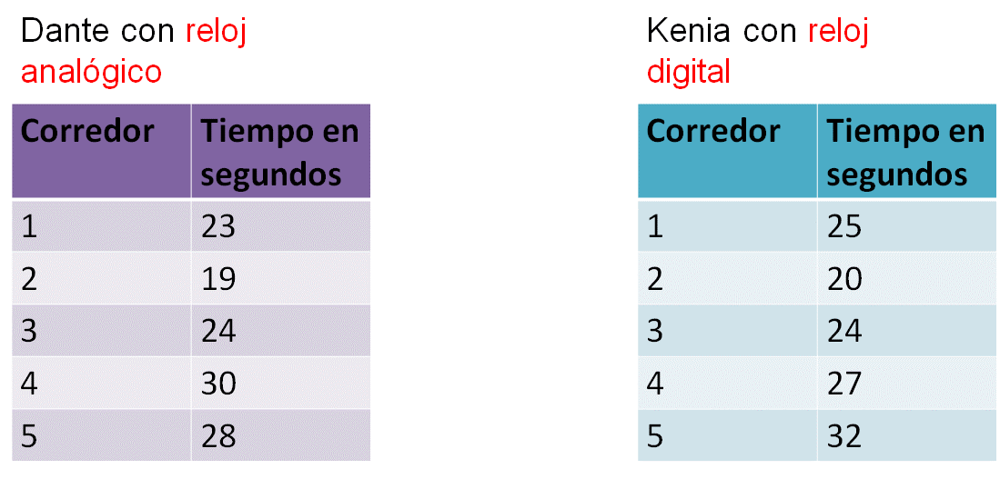 Dante con reloj
analógico
Corredor Tiempo en
segundos
1 23
2 19
3 24
4 30
5 28
Kenia con reloj
digital
Corredor Tiempo en
segundos
1 25
2 20
3 24
4 27
5 32